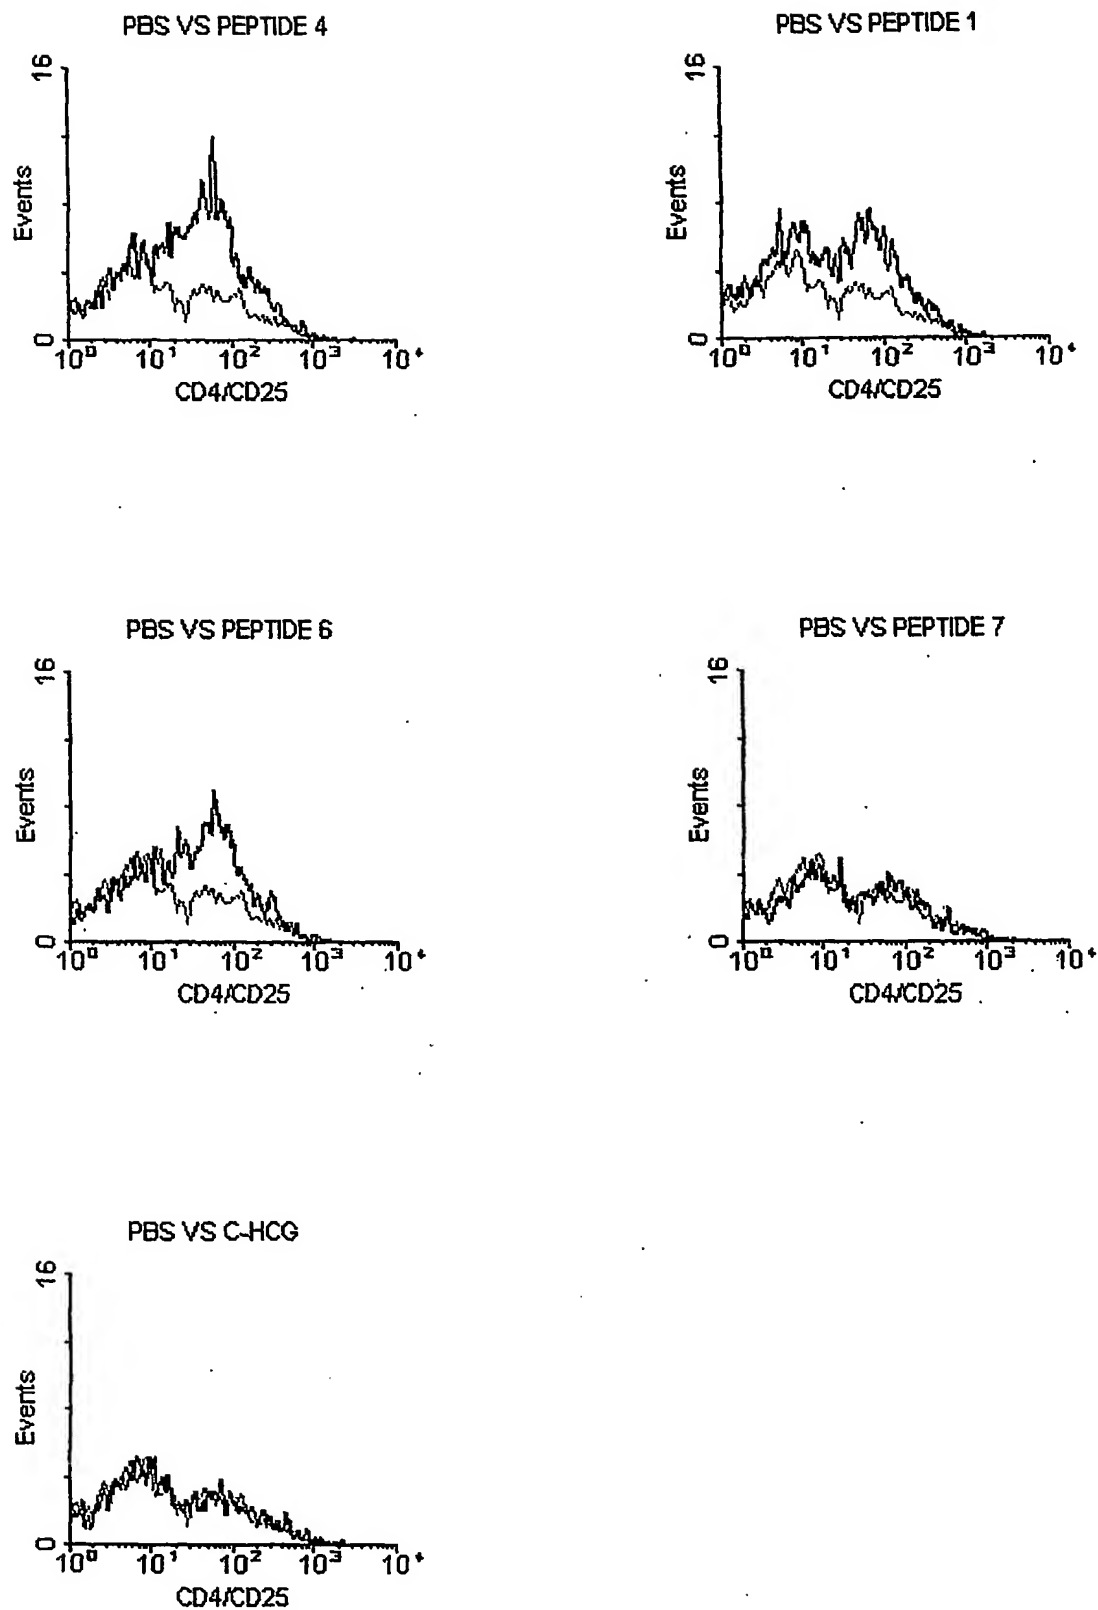 PBS VS PEPTIDE 4
16
Events
0
10⁰ 10¹ 10² 10³ 10⁴
CD4/CD25
PBS VS PEPTIDE 1
16
Events
0
10⁰ 10¹ 10² 10³ 10⁴
CD4/CD25
PBS VS PEPTIDE 6
16
Events
0
10⁰ 10¹ 10² 10³ 10⁴
CD4/CD25
PBS VS PEPTIDE 7
16
Events
0
10⁰ 10¹ 10² 10³ 10⁴
CD4/CD25
PBS VS C-HCG
16
Events
0
10⁰ 10¹ 10² 10³ 10⁴
CD4/CD25